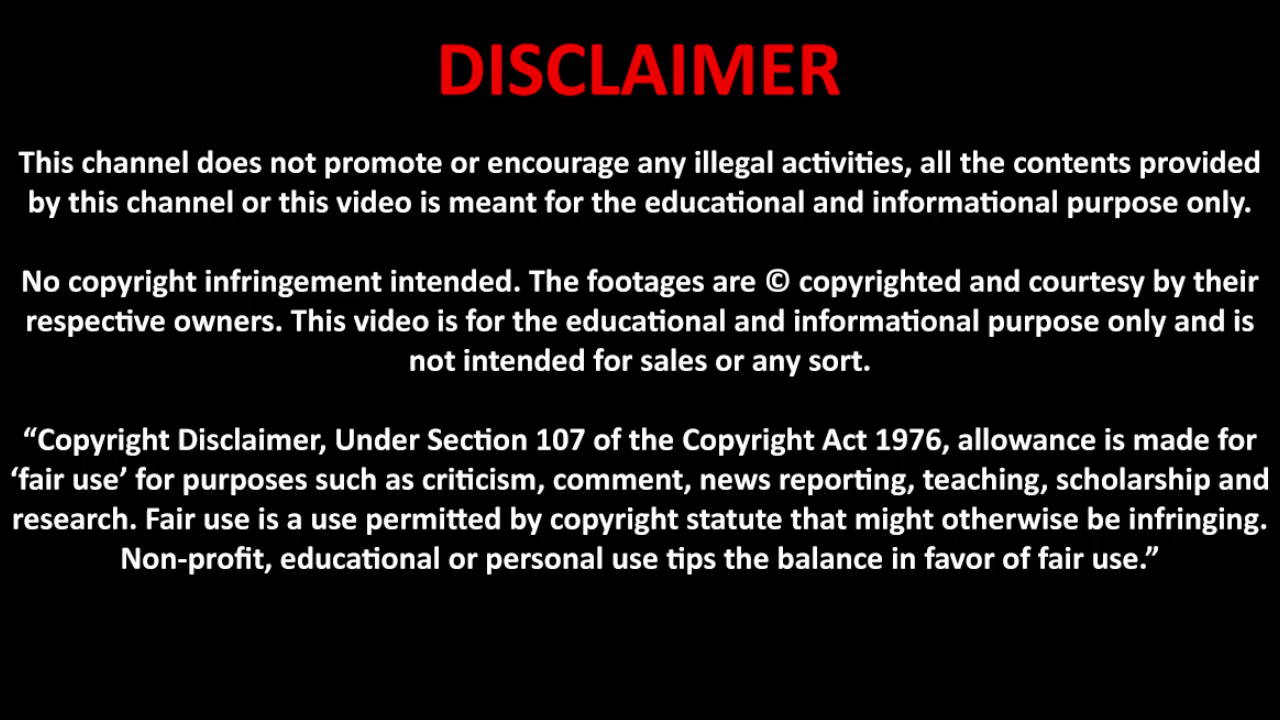 DISCLAIMER
This channel does not promote or encourage any illegal activities, all the contents provided
by this channel or this video is meant for the educational and informational purpose only.
No copyright infringement intended. The footages are © copyrighted and courtesy by their
respective owners. This video is for the educational and informational purpose only and is
not intended for sales or any sort.
“Copyright Disclaimer, Under Section 107 of the Copyright Act 1976, allowance is made for
‘fair use’ for purposes such as criticism, comment, news reporting, teaching, scholarship and
research. Fair use is a use permitted by copyright statute that might otherwise be infringing.
Non-profit, educational or personal use tips the balance in favor of fair use.”